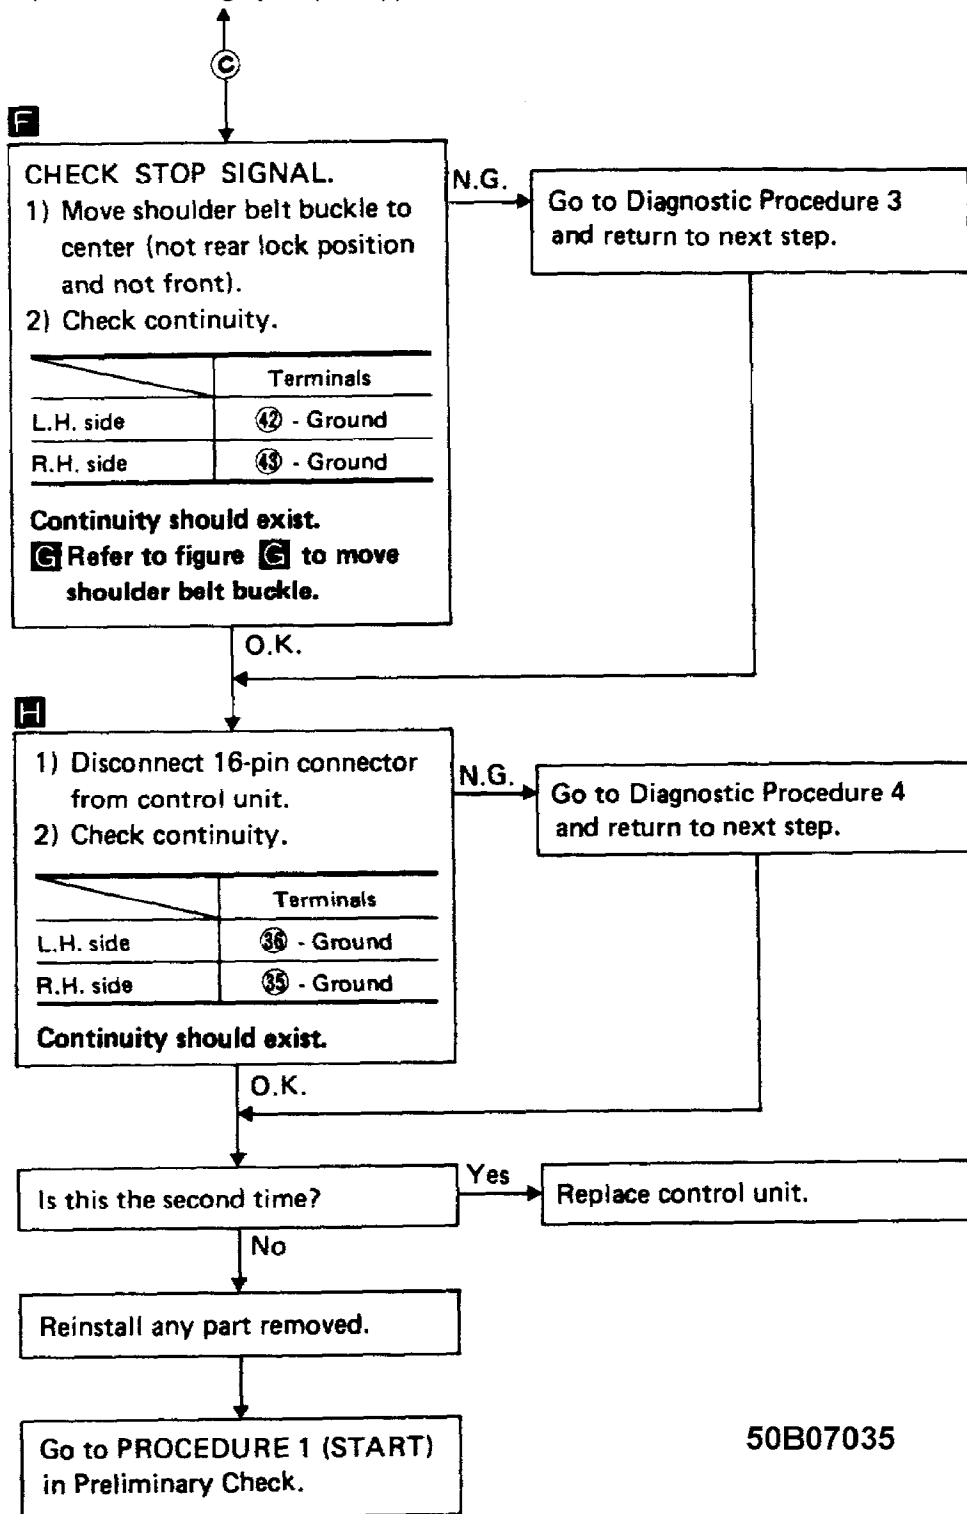 C
F
CHECK STOP SIGNAL.
1) Move shoulder belt buckle to
center (not rear lock position
and not front).
2) Check continuity.
Terminals
L.H. side 42 - Ground
R.H. side 43 - Ground
Continuity should exist.
G Refer to figure G to move
shoulder belt buckle.
N.G.
Go to Diagnostic Procedure 3
and return to next step.
O.K.
H
1) Disconnect 16-pin connector
from control unit.
2) Check continuity.
Terminals
L.H. side 36 - Ground
R.H. side 35 - Ground
Continuity should exist.
N.G.
Go to Diagnostic Procedure 4
and return to next step.
O.K.
Is this the second time?
Yes
Replace control unit.
No
Reinstall any part removed.
Go to PROCEDURE 1 (START)
in Preliminary Check.
50B07035